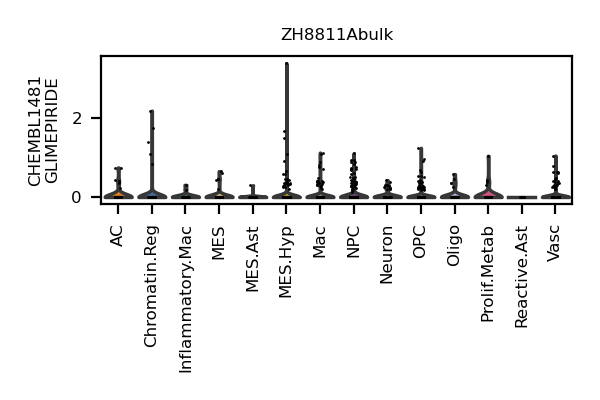 ZH8811Abulk
CHEMBL1481
GLIMEPIRIDE
2
0
AC
Chromatin.Reg
Inflammatory.Mac
MES
MES.Ast
MES.Hyp
Mac
NPC
Neuron
OPC
Oligo
Prolif.Metab
Reactive.Ast
Vasc